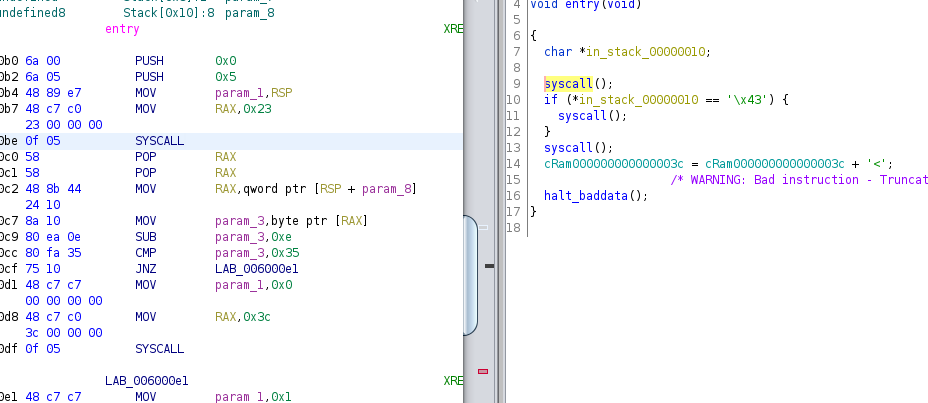 undefined8 Stack[0x10]:8 param_8
entry XRE
0b0 6a 00 PUSH 0x0
0b2 6a 05 PUSH 0x5
0b4 48 89 e7 MOV param_1,RSP
0b7 48 c7 c0 MOV RAX,0x23
23 00 00 00
0be 0f 05 SYSCALL
0c0 58 POP RAX
0c1 58 POP RAX
0c2 48 8b 44 MOV RAX,qword ptr [RSP + param_8]
24 10
0c7 8a 10 MOV param_3,byte ptr [RAX]
0c9 80 ea 0e SUB param_3,0xe
0cc 80 fa 35 CMP param_3,0x35
0cf 75 10 JNZ LAB_006000e1
0d1 48 c7 c7 MOV param_1,0x0
00 00 00 00
0d8 48 c7 c0 MOV RAX,0x3c
3c 00 00 00
0df 0f 05 SYSCALL
LAB_006000e1 XRE
0e1 48 c7 c7 MOV param_1,0x1
4 void entry(void)
5
6 {
7 char *in_stack_00000010;
8
9 syscall();
10 if (*in_stack_00000010 == '\x43') {
11 syscall();
12 }
13 syscall();
14 cRam000000000000003c = cRam000000000000003c + '<';
15 /* WARNING: Bad instruction - Truncat
16 halt_baddata();
17 }
18